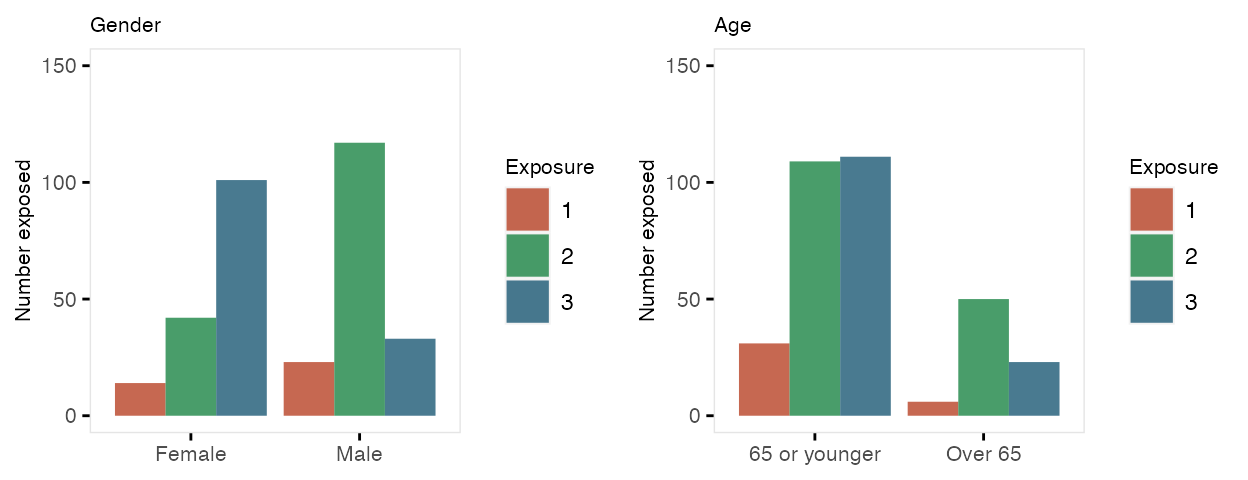 Gender
150
100
50
0
Number exposed
Female Male
Exposure
1
2
3
Age
150
100
50
0
Number exposed
65 or younger Over 65
Exposure
1
2
3